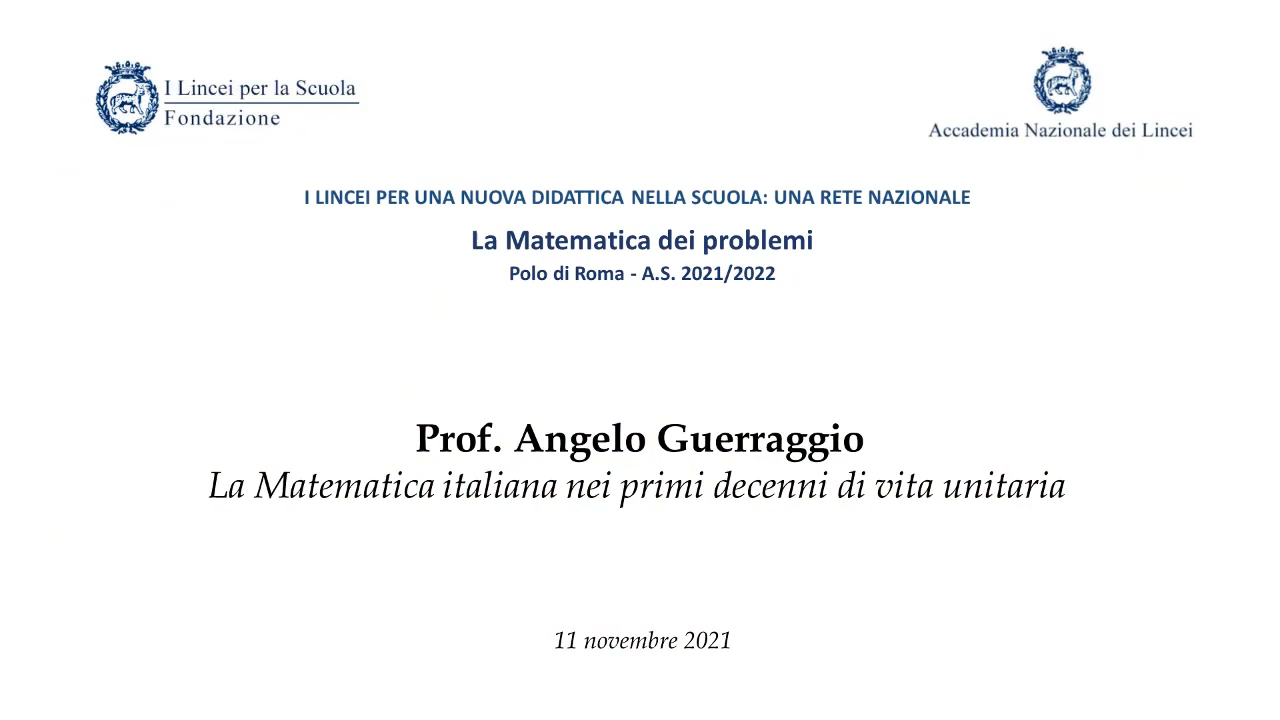 I Lincei per la Scuola
Fondazione
Accademia Nazionale dei Lincei
I LINCEI PER UNA NUOVA DIDATTICA NELLA SCUOLA: UNA RETE NAZIONALE
La Matematica dei problemi
Polo di Roma - A.S. 2021/2022
Prof. Angelo Guerraggio
La Matematica italiana nei primi decenni di vita unitaria
11 novembre 2021